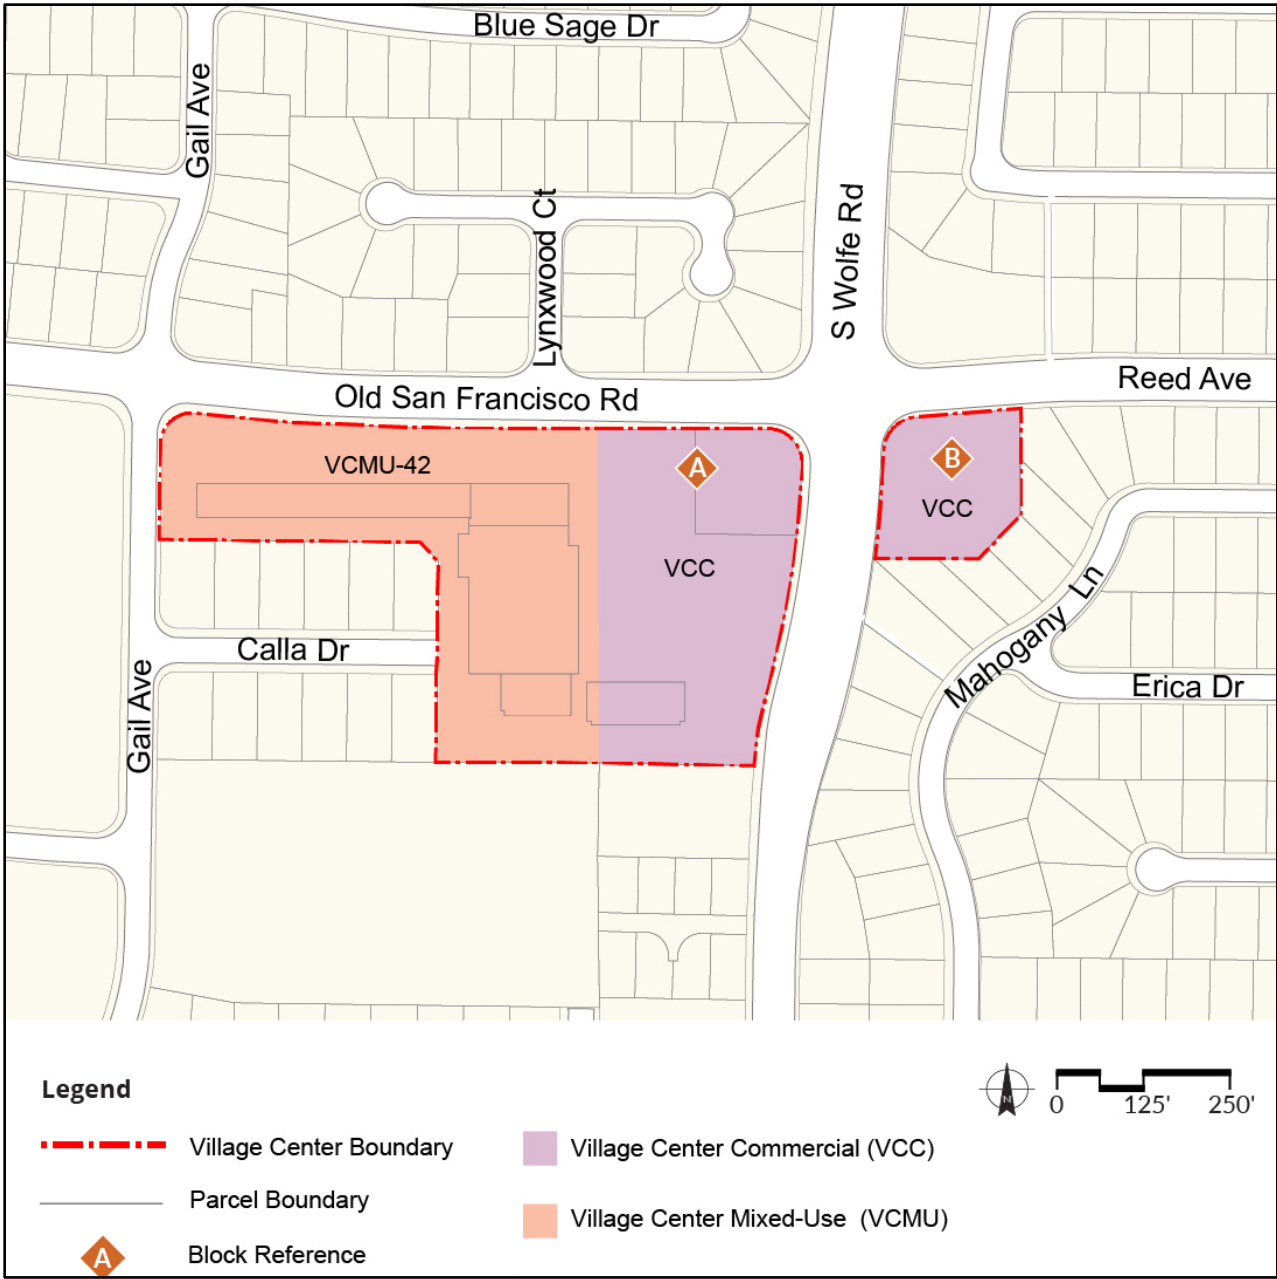 Blue Sage Dr
Gail Ave
Lynxwood Ct
S Wolfe Rd
Old San Francisco Rd
Reed Ave
VCMU-42
A
B
VCC
VCC
Calla Dr
Gail Ave
Mahogany Ln
Erica Dr
Legend
N
0 125' 250'
Village Center Boundary
Village Center Commercial (VCC)
Parcel Boundary
Village Center Mixed-Use (VCMU)
A
Block Reference